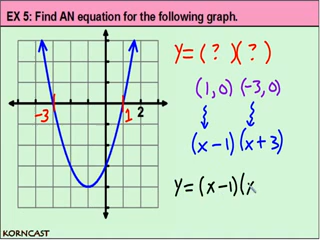 EX 5: Find AN equation for the following graph.
y = ( ? )( ? )
(1, 0) (-3, 0)
-3 1 2
(x - 1)(x + 3)
y = (x - 1)(x
KORNCAST